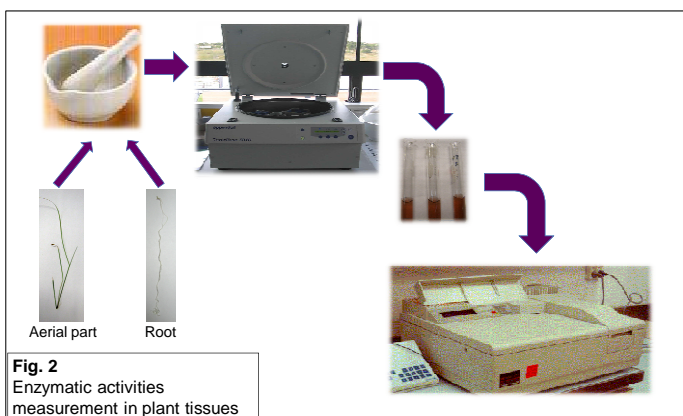 Aerial part
Root
Fig. 2
Enzymatic activities
measurement in plant tissues